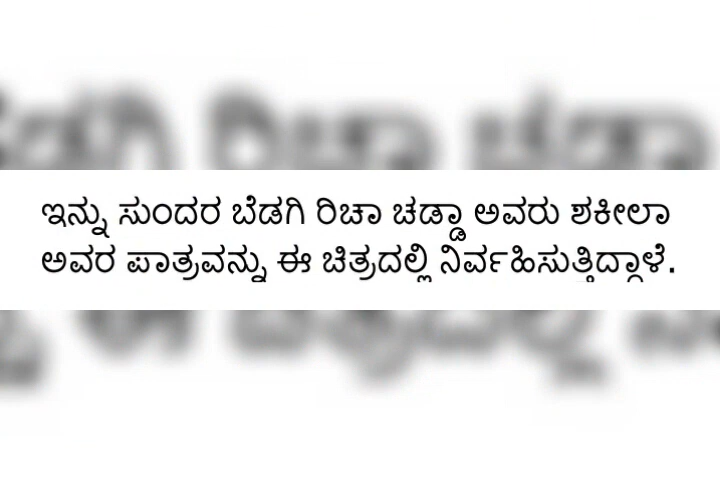 ಇನ್ನು ಸುಂದರ ಬೆಡಗಿ ರಿಚಾ ಚಡ್ಡಾ ಅವರು ಶಕೀಲಾ
ಅವರ ಪಾತ್ರವನ್ನು ಈ ಚಿತ್ರದಲ್ಲಿ ನಿರ್ವಹಿಸುತ್ತಿದ್ದಾಳೆ.